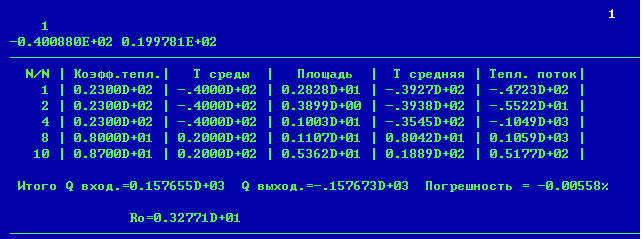 1
1
-0.400880E+02 0.199781E+02
N/N | Коэфф.тепл.| Т среды | Площадь | Т средняя | Тепл. поток|
1 | 0.2300D+02 | -.4000D+02 | 0.2828D+01 | -.3927D+02 | -.4723D+02 |
2 | 0.2300D+02 | -.4000D+02 | 0.3899D+00 | -.3938D+02 | -.5522D+01 |
4 | 0.2300D+02 | -.4000D+02 | 0.1003D+01 | -.3545D+02 | -.1049D+03 |
8 | 0.8000D+01 | 0.2000D+02 | 0.1107D+01 | 0.8042D+01 | 0.1059D+03 |
10 | 0.8700D+01 | 0.2000D+02 | 0.5362D+01 | 0.1889D+02 | 0.5177D+02 |
Итого Q вход.=0.157655D+03 Q выход.=-.157673D+03 Погрешность = -0.00558%
Ro=0.32771D+01